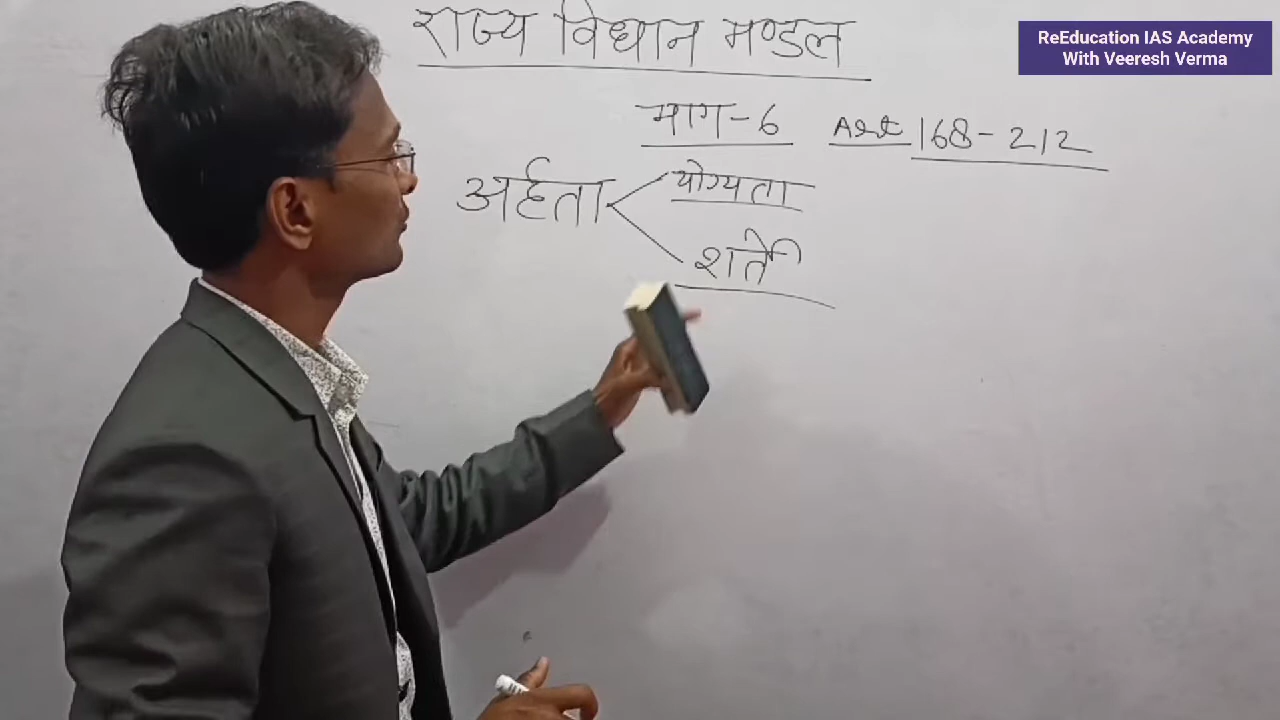 राज्य विधान मण्डल
ReEducation IAS Academy
With Veeresh Verma
भाग-6 Art 168-212
अर्हता
योग्यता
शर्ते